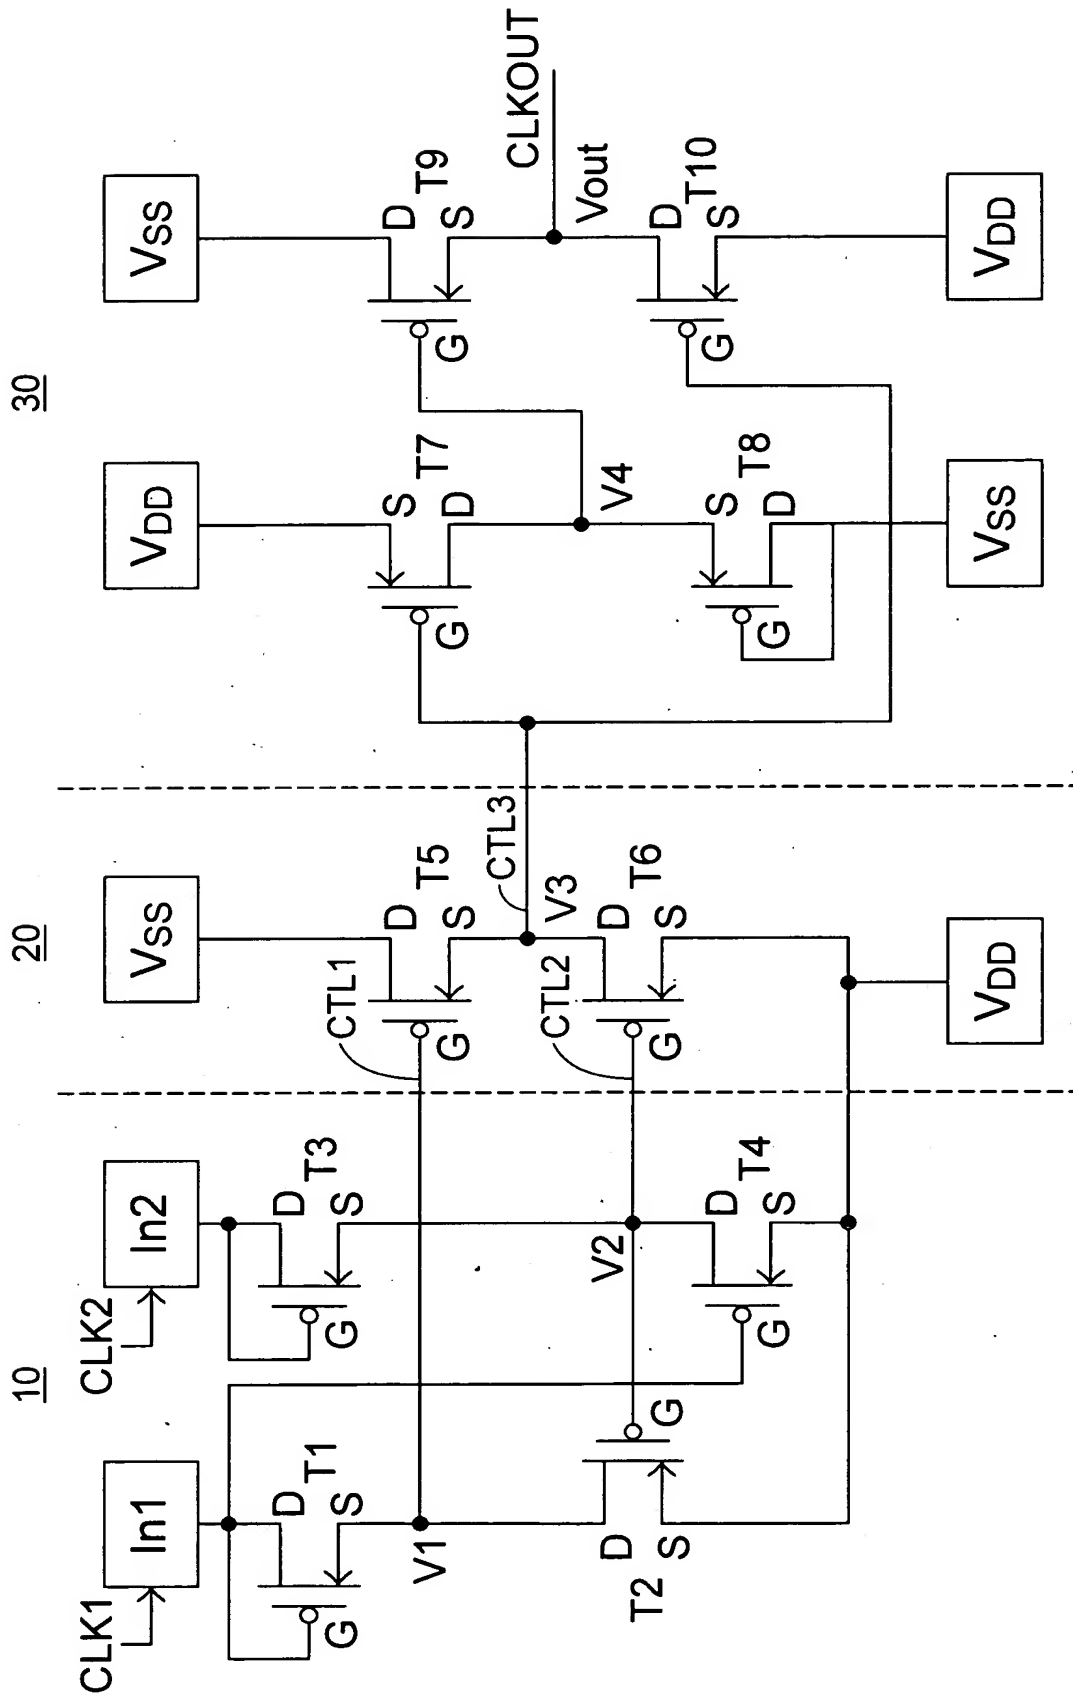 10
20
30
CLK1
In1
CLK2
In2
VSS
VDD
VSS
D
T1
S
G
D
T3
S
G
CTL1
D
T5
S
G
S
T7
D
G
D
T9
S
G
CLKOUT
V1
V2
CTL2
V3
CTL3
V4
Vout
D
S
T2
G
D
T4
S
G
D
T6
S
G
S
T8
D
G
D
T10
S
G
VDD
VSS
VDD